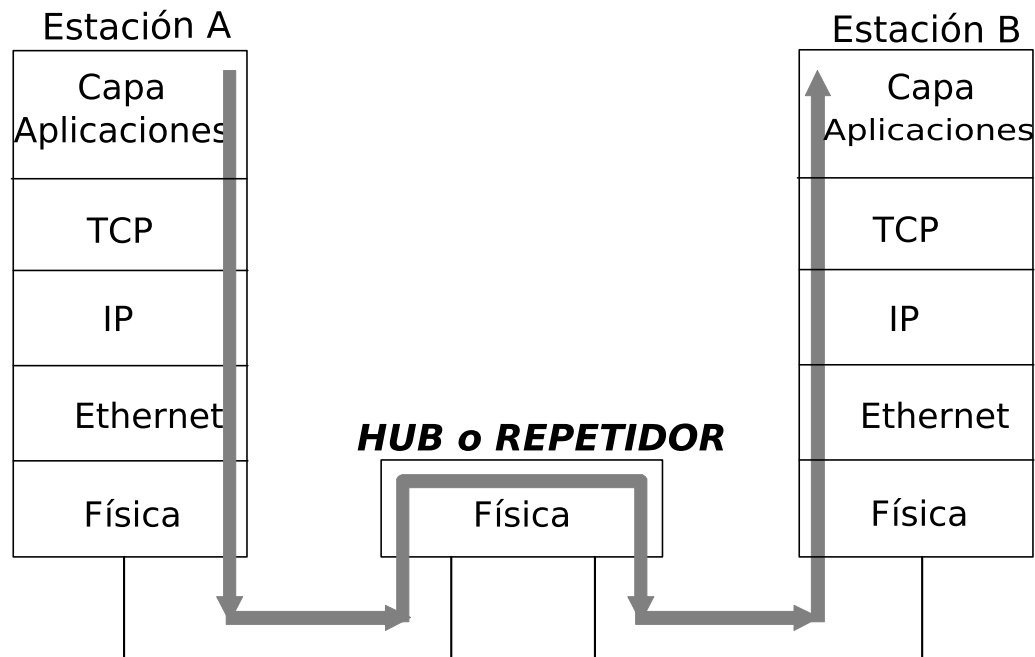 Estación A
Capa
Aplicaciones
TCP
IP
Ethernet
Física
HUB o REPETIDOR
Física
Estación B
Capa
Aplicaciones
TCP
IP
Ethernet
Física